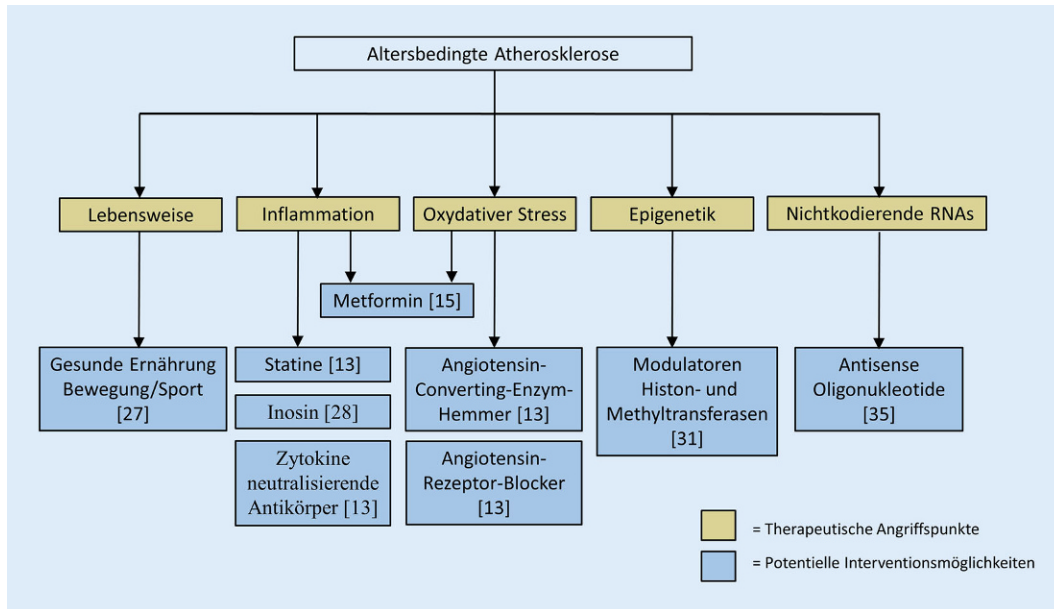 Altersbedingte Atherosklerose
Lebensweise
Inflammation
Oxydativer Stress
Epigenetik
Nichtkodierende RNAs
Metformin [15]
Gesunde Ernährung
Bewegung/Sport
[27]
Statine [13]
Inosin [28]
Zytokine
neutralisierende
Antikörper [13]
Angiotensin-
Converting-Enzym-
Hemmer [13]
Angiotensin-
Rezeptor-Blocker
[13]
Modulatoren
Histon- und
Methyltransferasen
[31]
Antisense
Oligonukleotide
[35]
= Therapeutische Angriffspunkte
= Potentielle Interventionsmöglichkeiten